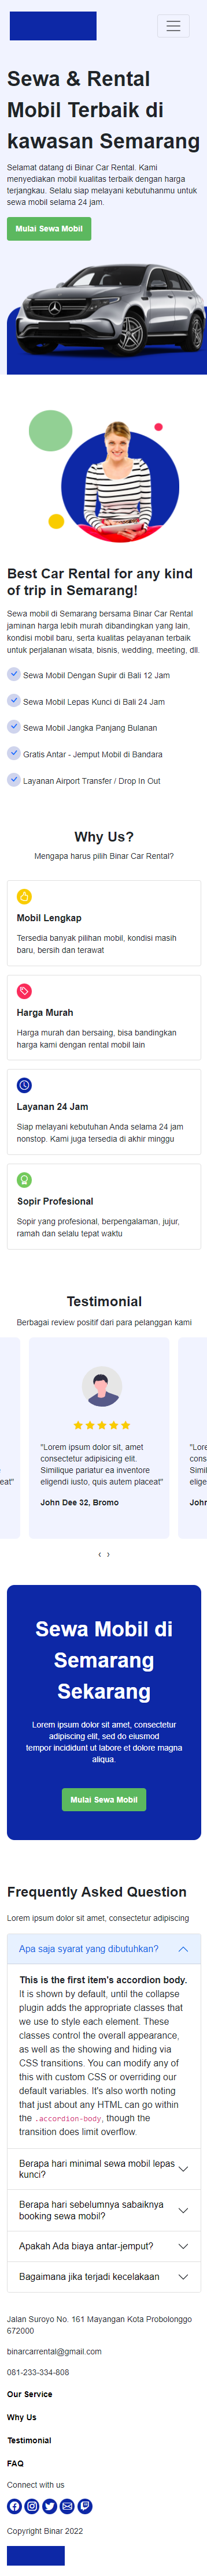 Sewa & Rental
Mobil Terbaik di
kawasan Semarang
Selamat datang di Binar Car Rental. Kami
menyediakan mobil kualitas terbaik dengan harga
terjangkau. Selalu siap melayani kebutuhanmu untuk
sewa mobil selama 24 jam.
Mulai Sewa Mobil
Best Car Rental for any kind
of trip in Semarang!
Sewa mobil di Semarang bersama Binar Car Rental
jaminan harga lebih murah dibandingkan yang lain,
kondisi mobil baru, serta kualitas pelayanan terbaik
untuk perjalanan wisata, bisnis, wedding, meeting, dll.
Sewa Mobil Dengan Supir di Bali 12 Jam
Sewa Mobil Lepas Kunci di Bali 24 Jam
Sewa Mobil Jangka Panjang Bulanan
Gratis Antar - Jemput Mobil di Bandara
Layanan Airport Transfer / Drop In Out
Why Us?
Mengapa harus pilih Binar Car Rental?
Mobil Lengkap
Tersedia banyak pilihan mobil, kondisi masih
baru, bersih dan terawat
Harga Murah
Harga murah dan bersaing, bisa bandingkan
harga kami dengan rental mobil lain
Layanan 24 Jam
Siap melayani kebutuhan Anda selama 24 jam
nonstop. Kami juga tersedia di akhir minggu
Sopir Profesional
Sopir yang profesional, berpengalaman, jujur,
ramah dan selalu tepat waktu
Testimonial
Berbagai review positif dari para pelanggan kami
eat"
"Lorem ipsum dolor sit, amet
consectetur adipisicing elit.
Similique pariatur ea inventore
eligendi iusto, quis autem placeat"
John Dee 32, Bromo
"Lore
cons
Simil
elige
John
‹ ›
Sewa Mobil di
Semarang
Sekarang
Lorem ipsum dolor sit amet, consectetur
adipiscing elit, sed do eiusmod
tempor incididunt ut labore et dolore magna
aliqua.
Mulai Sewa Mobil
Frequently Asked Question
Lorem ipsum dolor sit amet, consectetur adipiscing
Apa saja syarat yang dibutuhkan?
This is the first item's accordion body.
It is shown by default, until the collapse
plugin adds the appropriate classes that
we use to style each element. These
classes control the overall appearance,
as well as the showing and hiding via
CSS transitions. You can modify any of
this with custom CSS or overriding our
default variables. It's also worth noting
that just about any HTML can go within
the .accordion-body, though the
transition does limit overflow.
Berapa hari minimal sewa mobil lepas
kunci?
Berapa hari sebelumnya sabaiknya
booking sewa mobil?
Apakah Ada biaya antar-jemput?
Bagaimana jika terjadi kecelakaan
Jalan Suroyo No. 161 Mayangan Kota Probolonggo
672000
binarcarrental@gmail.com
081-233-334-808
Our Service
Why Us
Testimonial
FAQ
Connect with us
Copyright Binar 2022